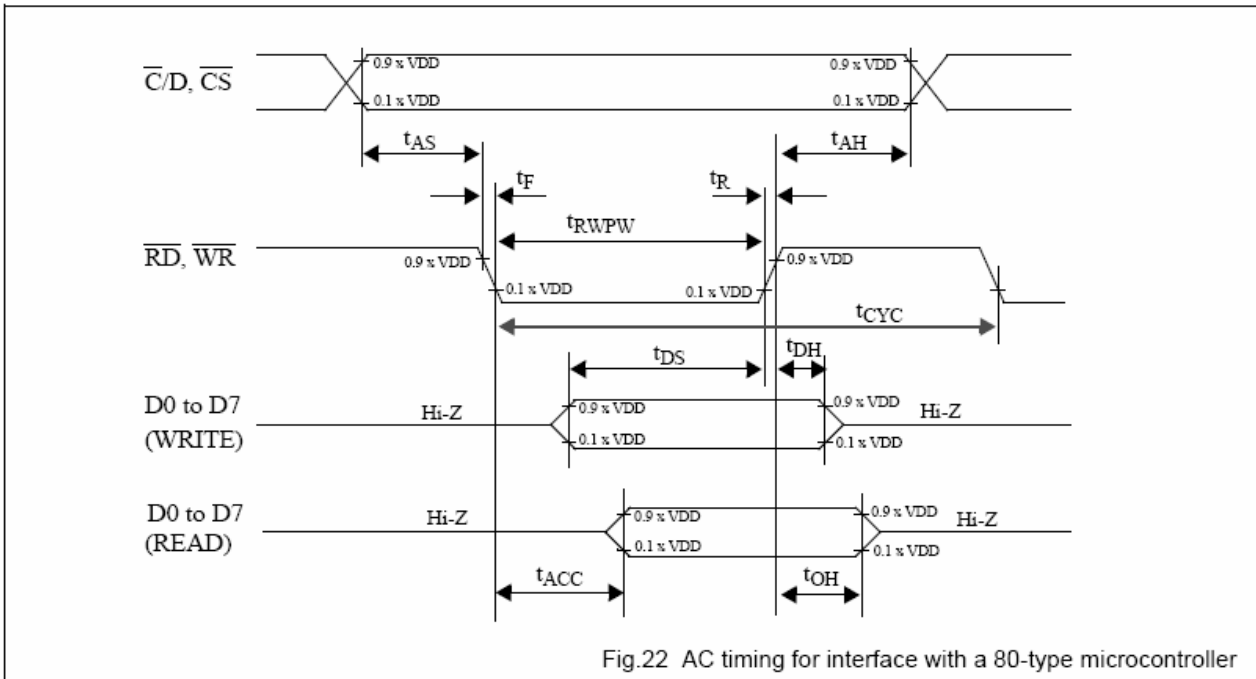 C̅/D, C̅S̅
0.9 x VDD
0.9 x VDD
0.1 x VDD
0.1 x VDD
tAS
tAH
tF
tR
tRWPW
R̅D̅, W̅R̅
0.9 x VDD
0.9 x VDD
0.1 x VDD
0.1 x VDD
tCYC
tDS
tDH
D0 to D7
(WRITE)
Hi-Z
0.9 x VDD
0.9 x VDD
Hi-Z
0.1 x VDD
0.1 x VDD
D0 to D7
(READ)
Hi-Z
0.9 x VDD
0.9 x VDD
Hi-Z
0.1 x VDD
0.1 x VDD
tACC
tOH
Fig.22 AC timing for interface with a 80-type microcontroller